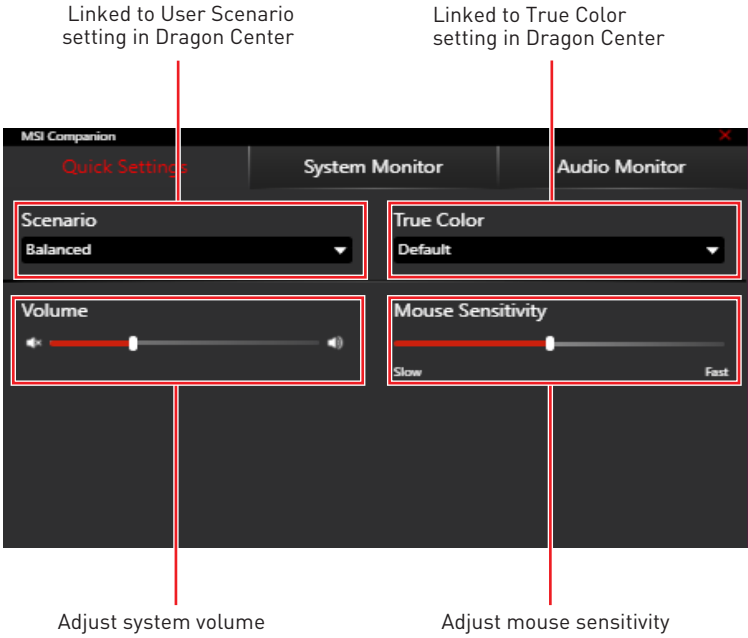 Linked to User Scenario
setting in Dragon Center
Linked to True Color
setting in Dragon Center
MSI Companion
Quick Settings
System Monitor
Audio Monitor
Scenario
Balanced
True Color
Default
Volume
Mouse Sensitivity
Slow
Fast
Adjust system volume
Adjust mouse sensitivity